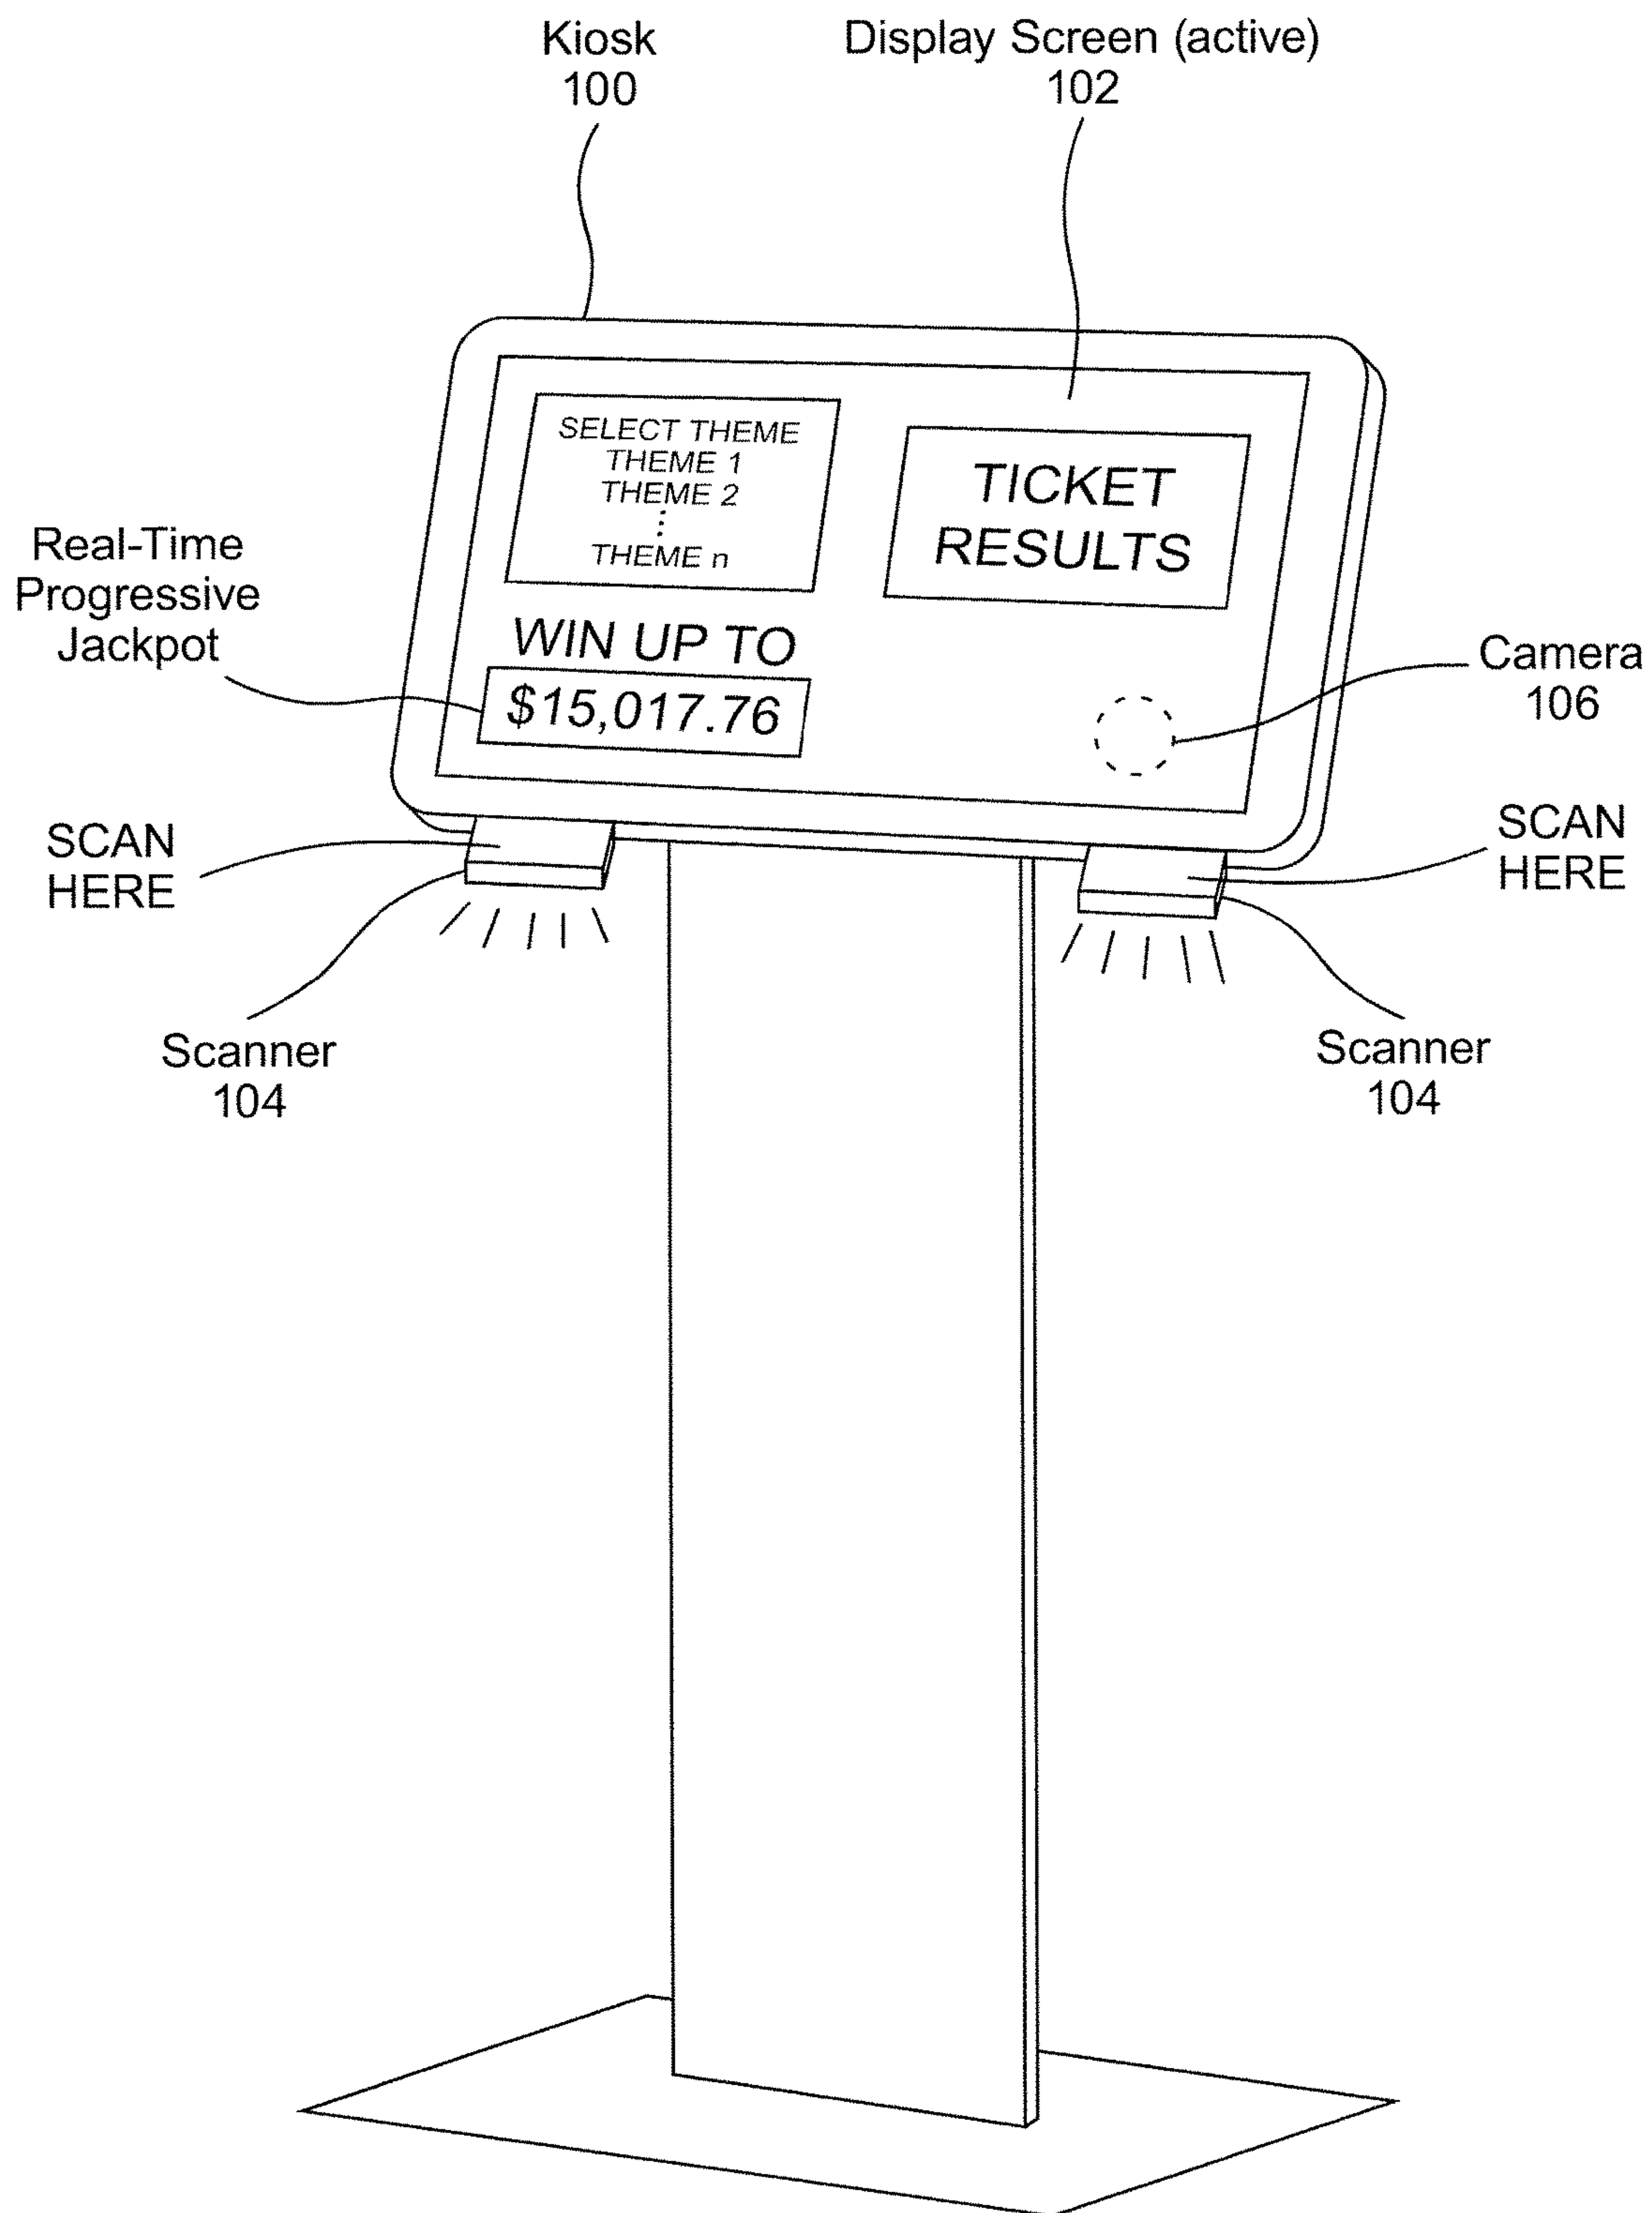 Kiosk
100
Display Screen (active)
102
SELECT THEME
THEME 1
THEME 2
⋮
THEME n
TICKET
RESULTS
Real-Time
Progressive
Jackpot
WIN UP TO
$15,017.76
Camera
106
SCAN
HERE
SCAN
HERE
Scanner
104
Scanner
104